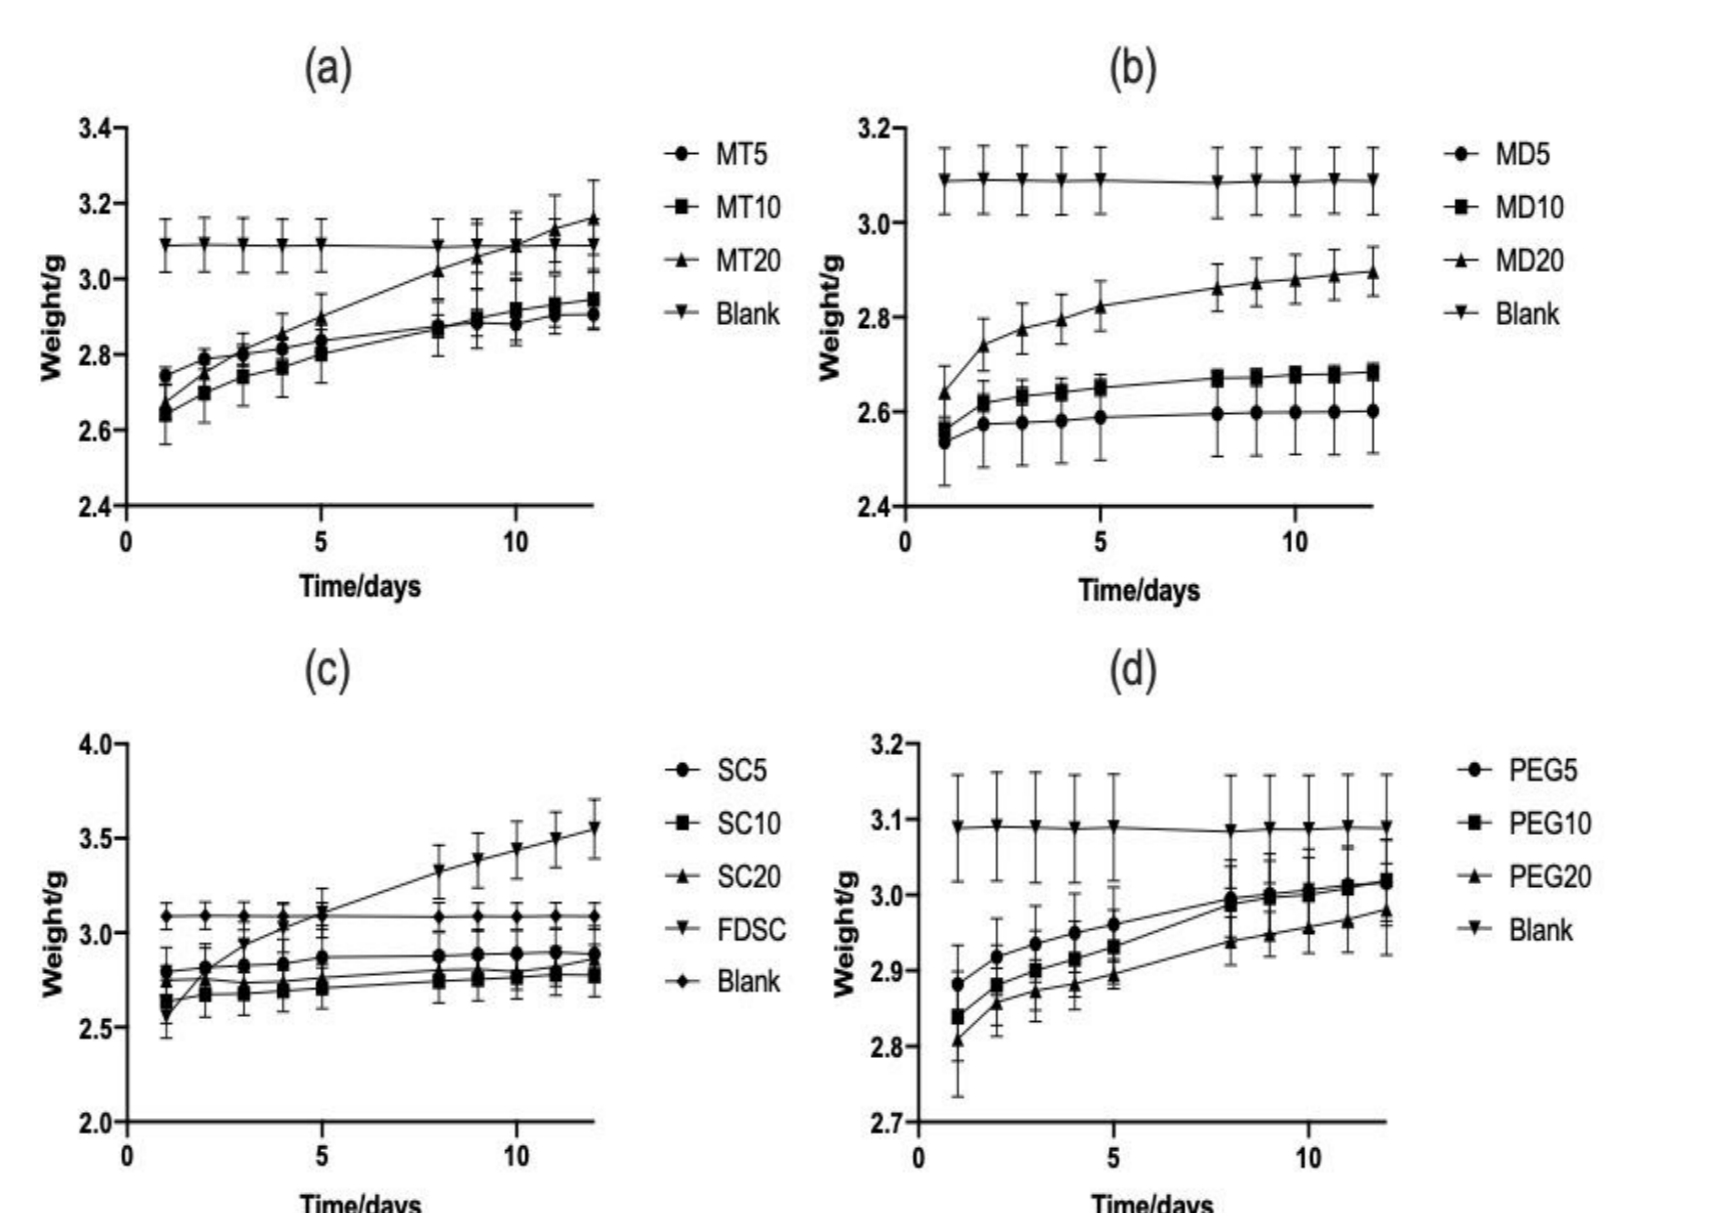 (a)
3.4
3.2
3.0
2.8
2.6
2.4
0 5 10
Weight/g
Time/days
MT5
MT10
MT20
Blank
(b)
3.2
3.0
2.8
2.6
2.4
0 5 10
Weight/g
Time/days
MD5
MD10
MD20
Blank
(c)
4.0
3.5
3.0
2.5
2.0
0 5 10
Weight/g
Time/days
SC5
SC10
SC20
FDSC
Blank
(d)
3.2
3.1
3.0
2.9
2.8
2.7
0 5 10
Weight/g
Time/days
PEG5
PEG10
PEG20
Blank